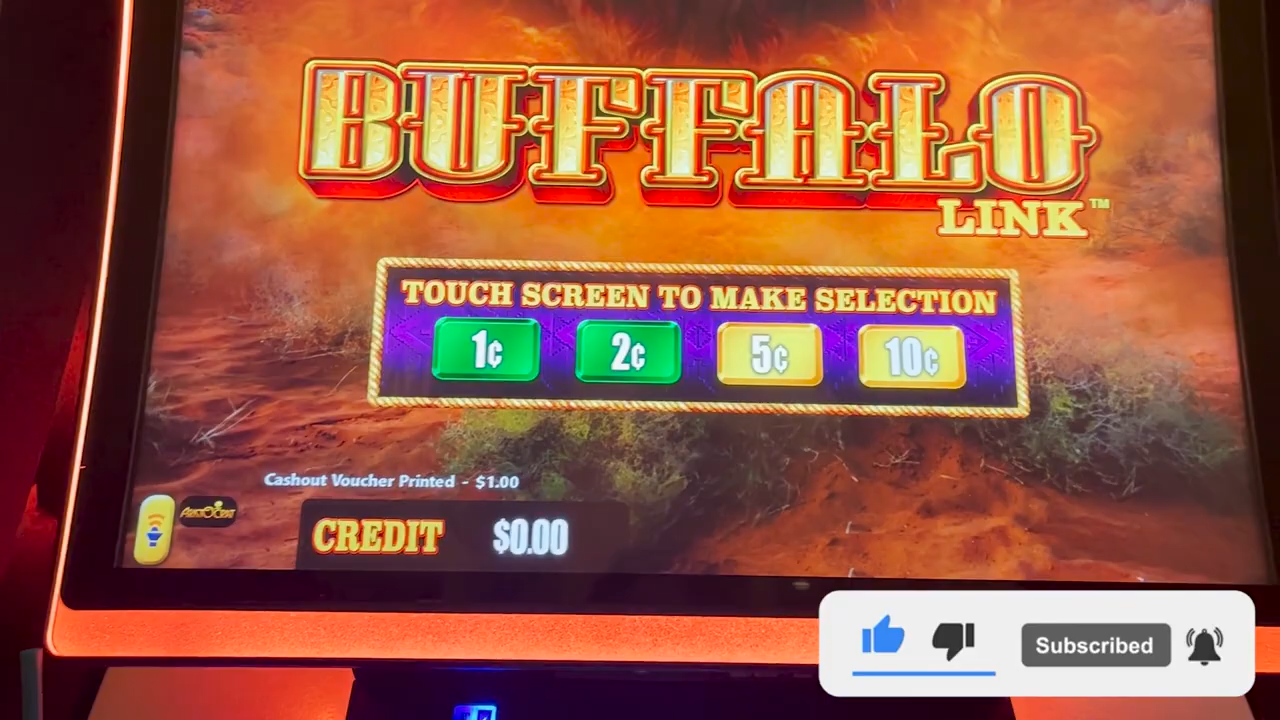 BUFFALO
LINK™
TOUCH SCREEN TO MAKE SELECTION
1¢ 2¢ 5¢ 10¢
Cashout Voucher Printed - $1.00
ARISTOCRAT
CREDIT $0.00
Subscribed